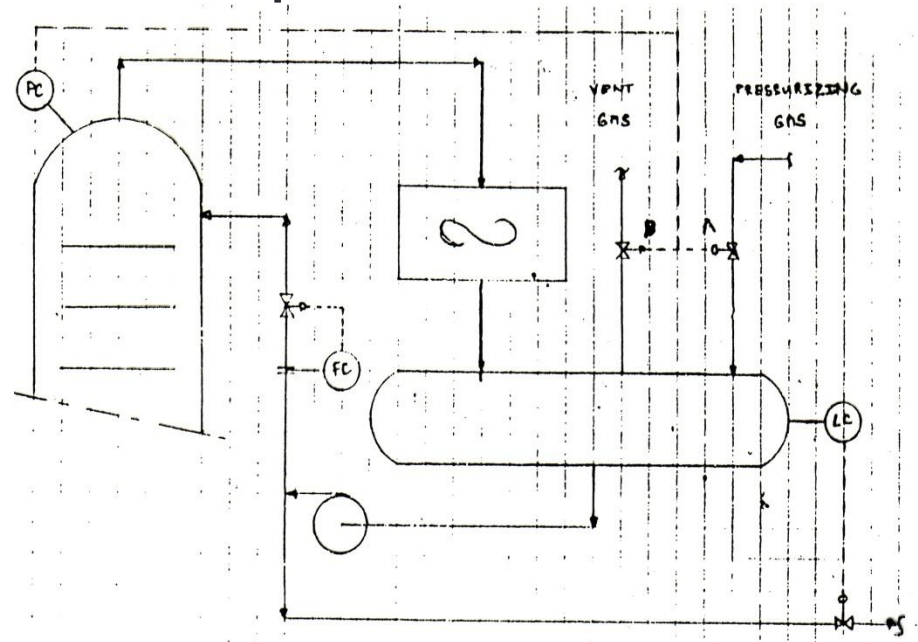 PC
VENT
GAS
PRESSURIZING
GAS
B A
FC
LC